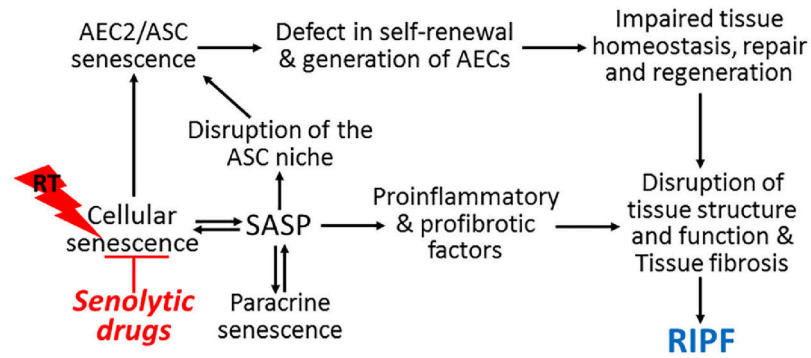 AEC2/ASC
senescence
Defect in self-renewal
& generation of AECs
Impaired tissue
homeostasis, repair
and regeneration
Disruption of the
ASC niche
RT
Cellular
senescence
SASP
Proinflammatory
& profibrotic
factors
Disruption of
tissue structure
and function &
Tissue fibrosis
Senolytic
drugs
Paracrine
senescence
RIPF